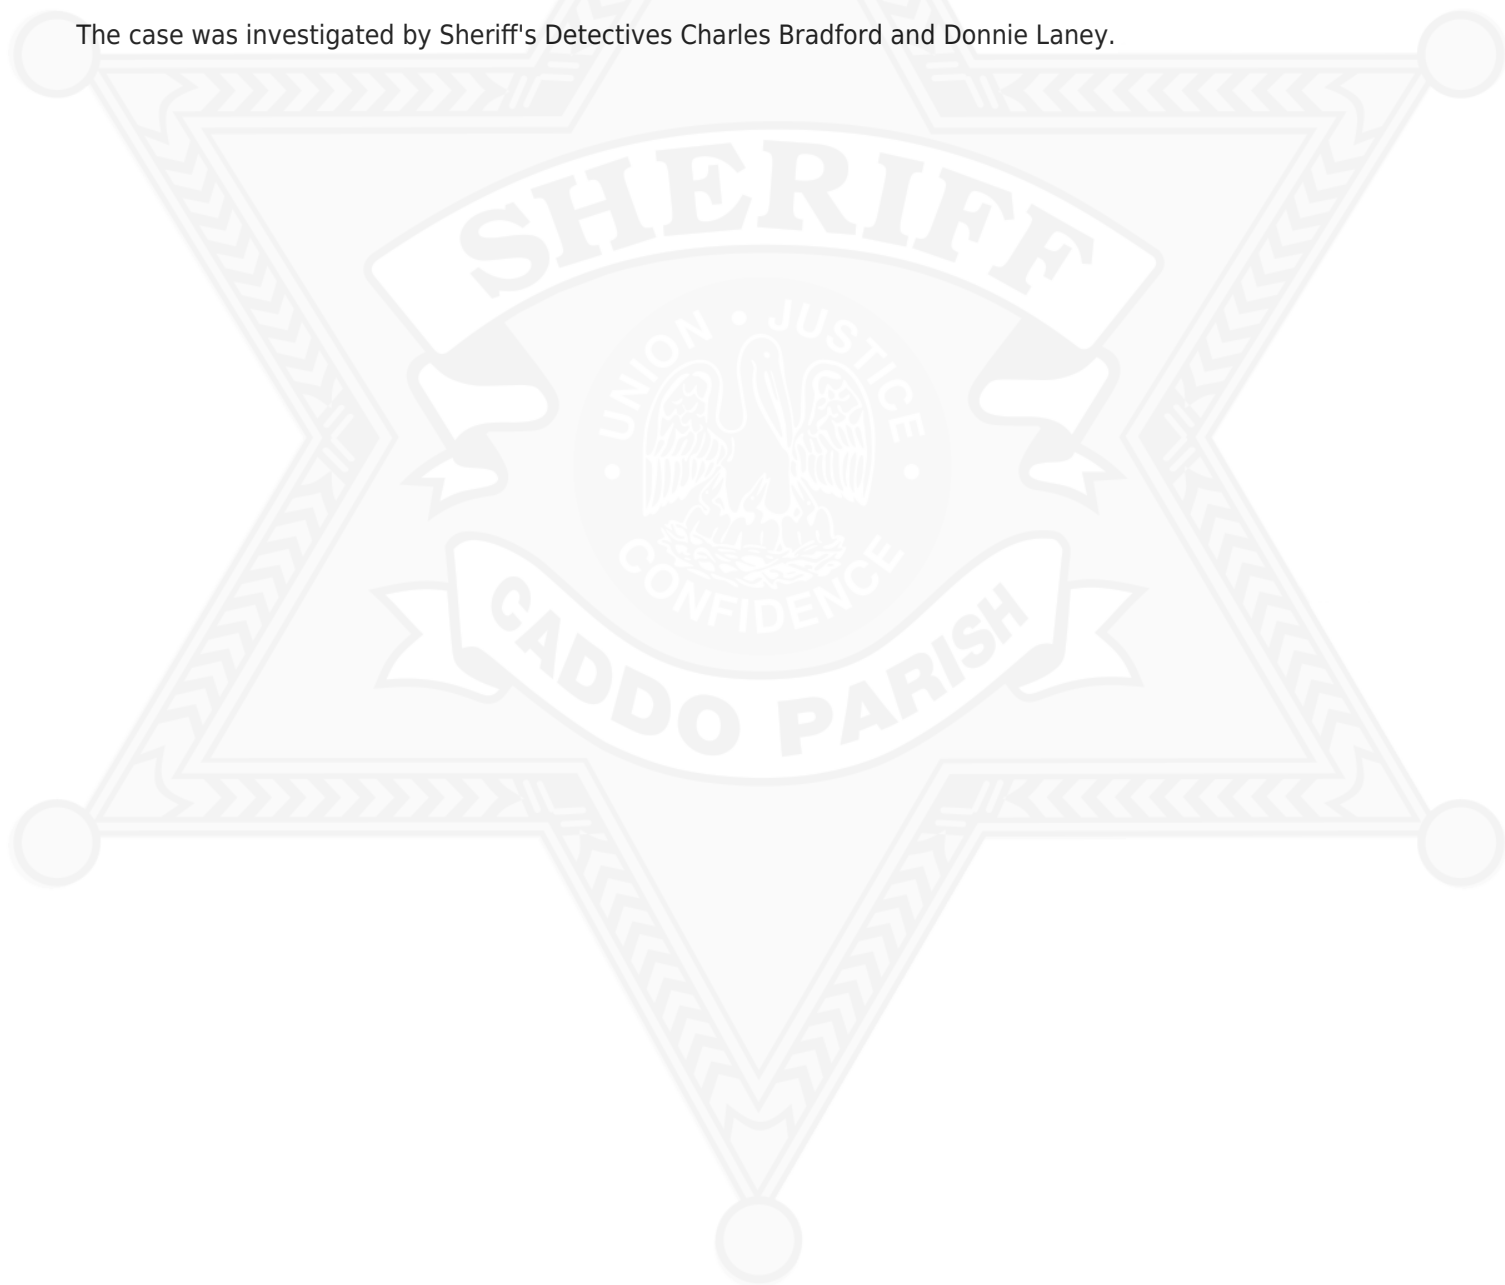 The case was investigated by Sheriff's Detectives Charles Bradford and Donnie Laney.
SHERIFF
UNION • JUSTICE
• CONFIDENCE •
CADDO PARISH